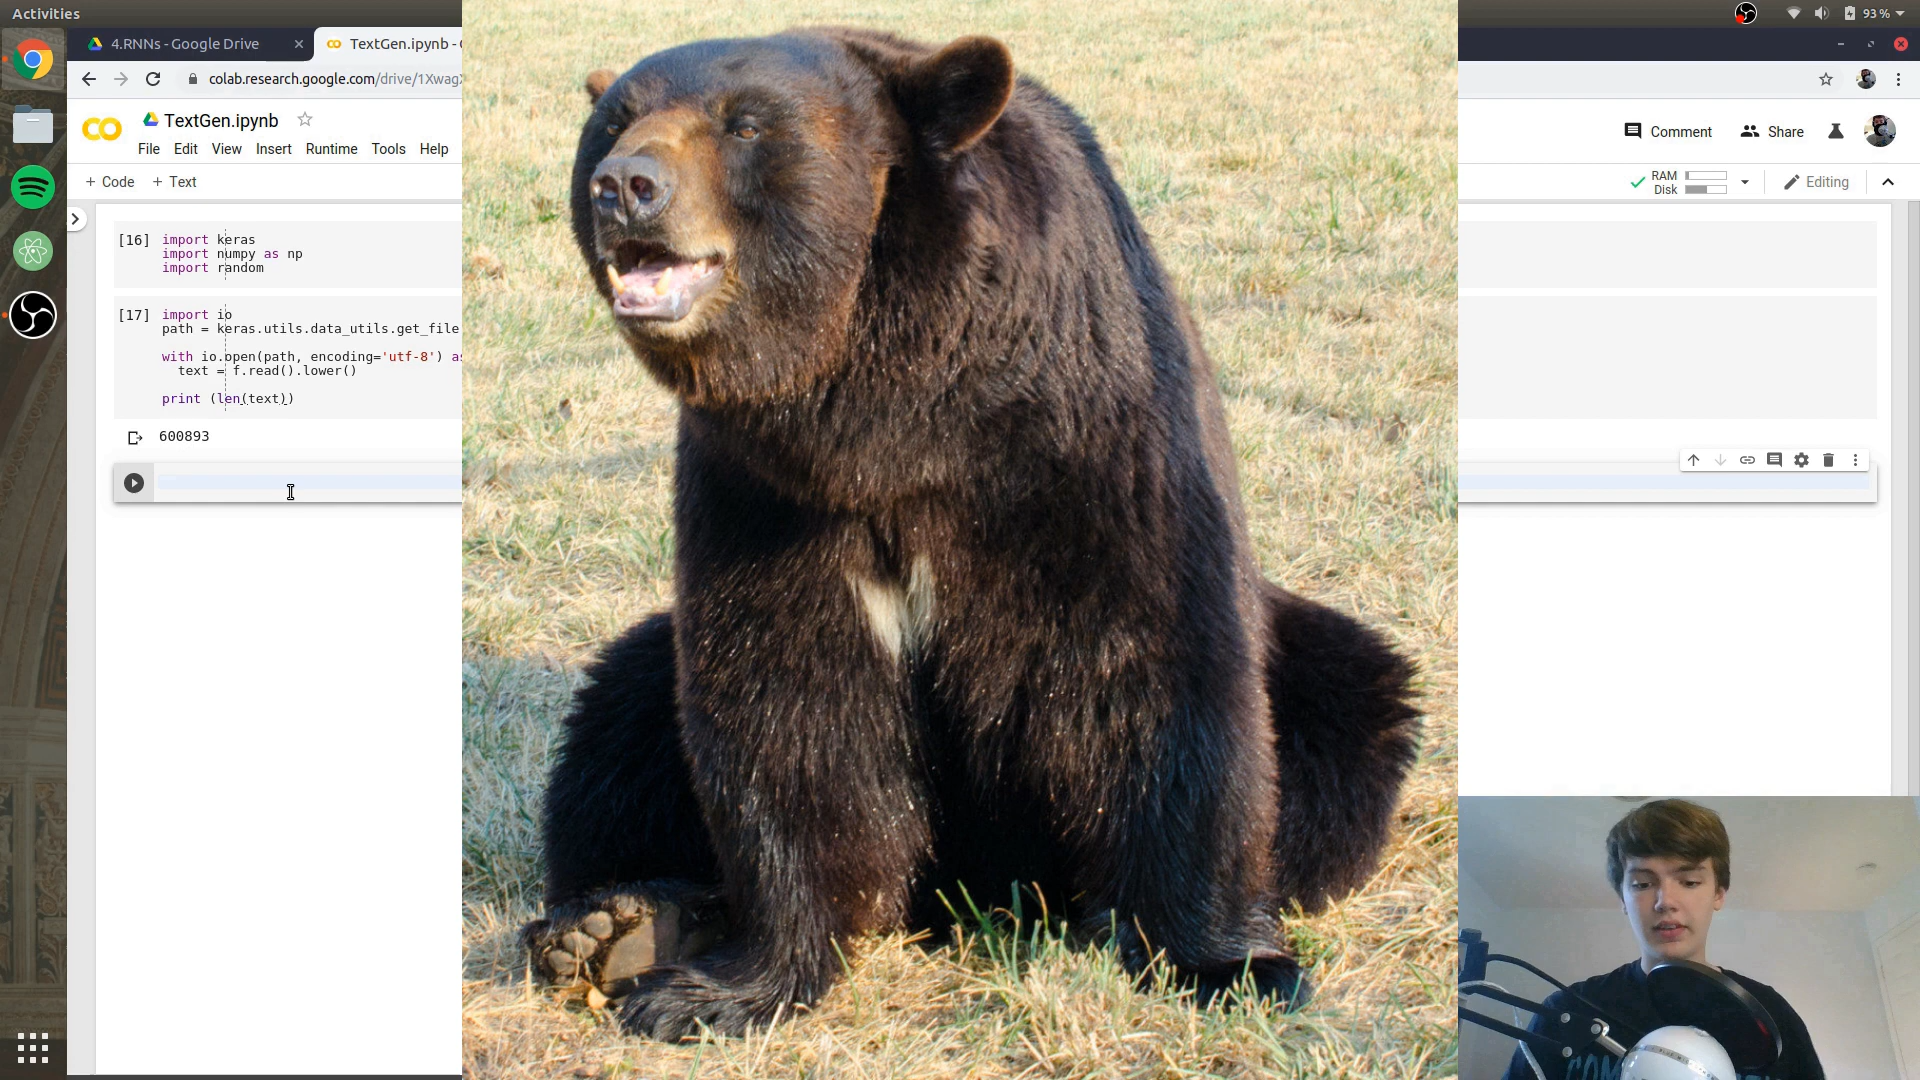 Activities
93 %
4.RNNs - Google Drive
TextGen.ipynb -
colab.research.google.com/drive/1Xwag
TextGen.ipynb
File Edit View Insert Runtime Tools Help
Comment Share
+ Code + Text
RAM
Disk
Editing
[16] import keras
import numpy as np
import random
[17] import io
path = keras.utils.data_utils.get_file
with io.open(path, encoding='utf-8') as
text = f.read().lower()
print (len(text))
600893